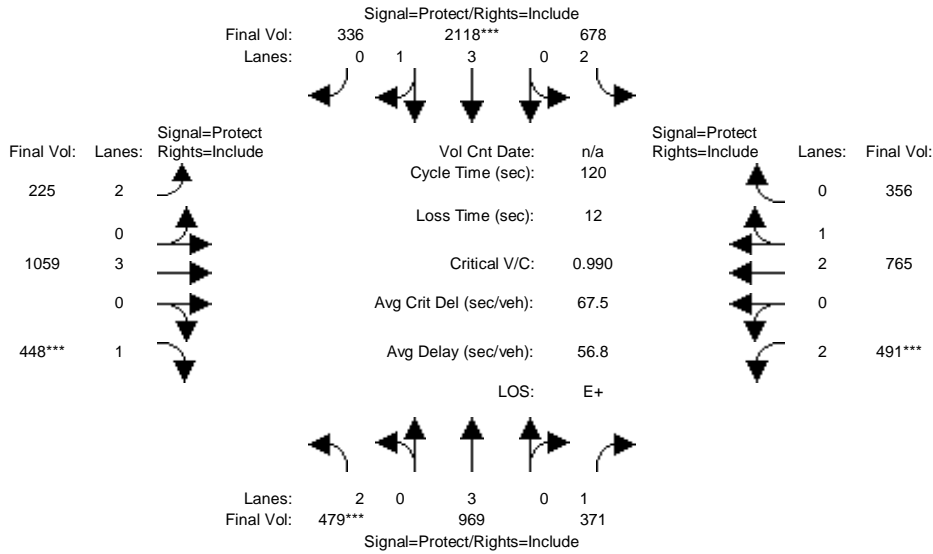 Signal=Protect/Rights=Include
Final Vol: 336 2118*** 678
Lanes: 0 1 3 0 2
Signal=Protect
Final Vol: Lanes: Rights=Include
Vol Cnt Date: n/a
Signal=Protect
Rights=Include Lanes: Final Vol:
Cycle Time (sec): 120
225 2
0 356
Loss Time (sec): 12
0
1
1059 3
Critical V/C: 0.990
2 765
0
Avg Crit Del (sec/veh): 67.5
0
448*** 1
Avg Delay (sec/veh): 56.8
2 491***
LOS: E+
Lanes: 2 0 3 0 1
Final Vol: 479*** 969 371
Signal=Protect/Rights=Include